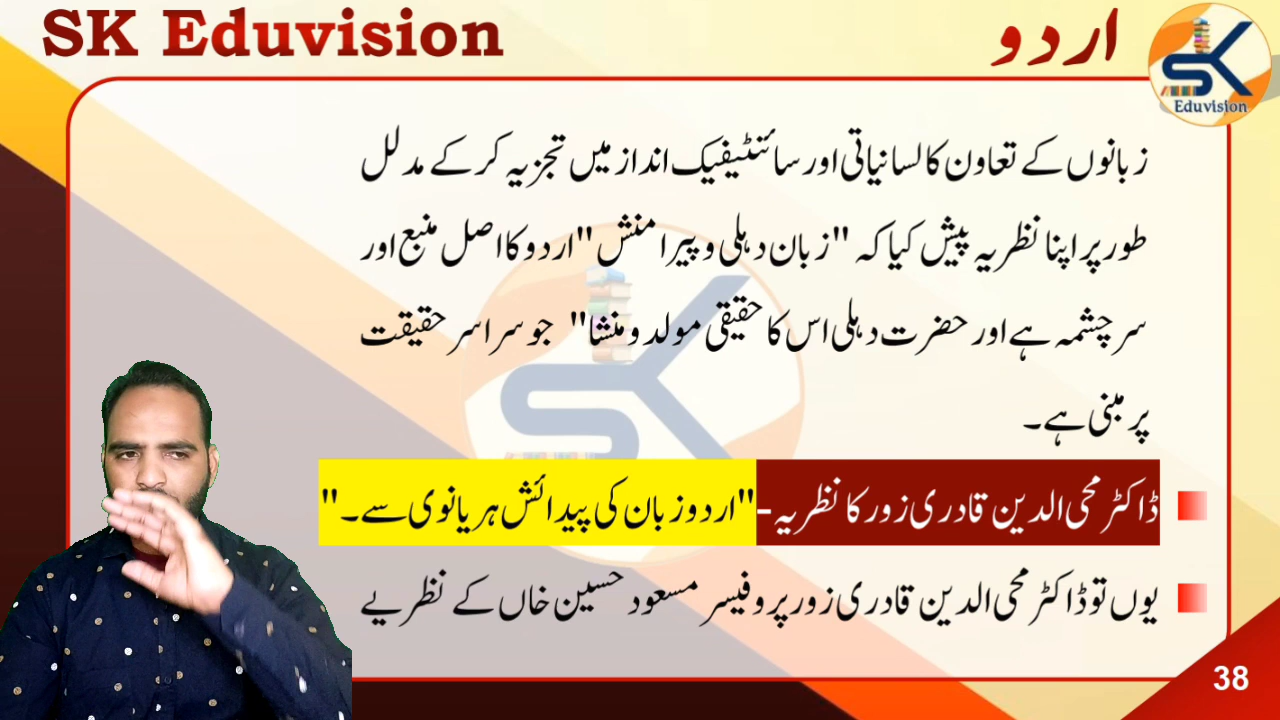 SK Eduvision
اردو
SK
Eduvision
زبانوں کے تعاون کا لسانیاتی اور سائنٹیفیک انداز میں تجزیہ کر کے مدلل
طور پر اپنا نظریہ پیش کیا کہ "زبان دہلی و پیرامنش" اردو کا اصل منبع اور
سرچشمہ ہے اور حضرت دہلی اس کا حقیقی مولد و منشا" جو سراسر حقیقت
پر مبنی ہے۔
ڈاکٹر محی الدین قادری زور کا نظریہ- "اردو زبان کی پیدائش ہریانوی سے۔"
یوں تو ڈاکٹر محی الدین قادری زور پروفیسر مسعود حسین خاں کے نظریے
38